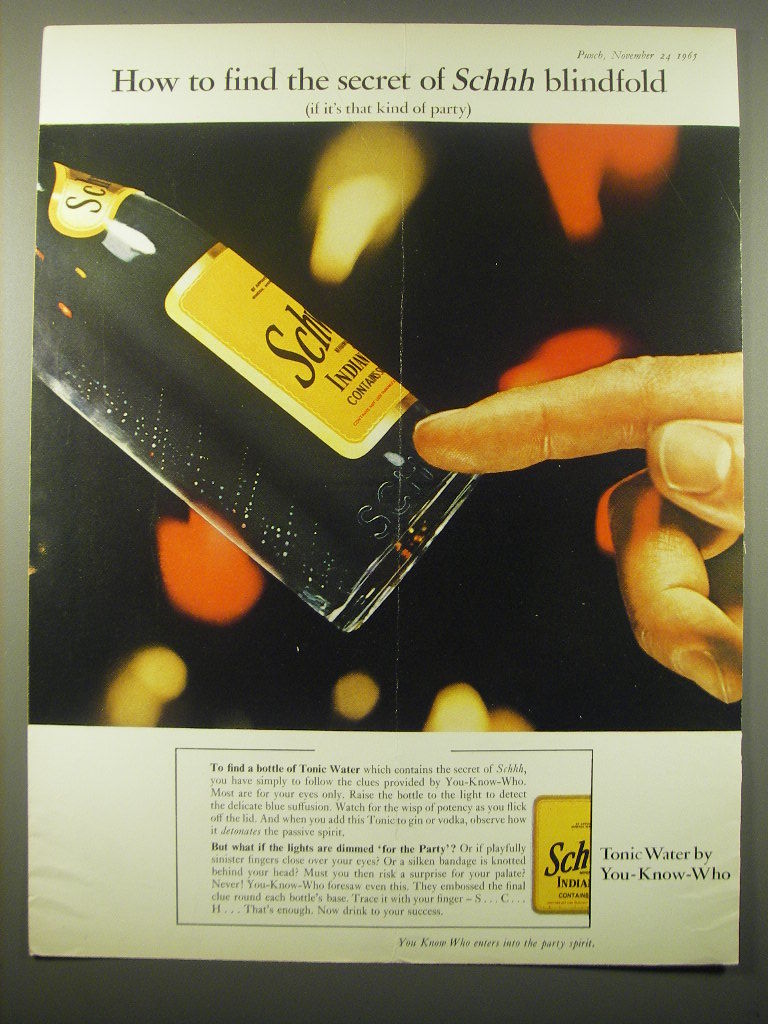 Punch, November 24 1965
How to find the secret of Schhh blindfold
(if it's that kind of party)
Sch
Sch
INDIAN
CONTAINS
SCH
To find a bottle of Tonic Water which contains the secret of Schhh,
you have simply to follow the clues provided by You-Know-Who.
Most are for your eyes only. Raise the bottle to the light to detect
the delicate blue suffusion. Watch for the wisp of potency as you flick
off the lid. And when you add this Tonic to gin or vodka, observe how
it detonates the passive spirit.
But what if the lights are dimmed 'for the Party'? Or if playfully
sinister fingers close over your eyes? Or a silken bandage is knotted
behind your head? Must you then risk a surprise for your palate?
Never! You-Know-Who foresaw even this. They embossed the final
clue round each bottle's base. Trace it with your finger – S . . . C . . .
H . . . That's enough. Now drink to your success.
Sch
INDIA
CONTAINS
Tonic Water by
You-Know-Who
You Know Who enters into the party spirit.